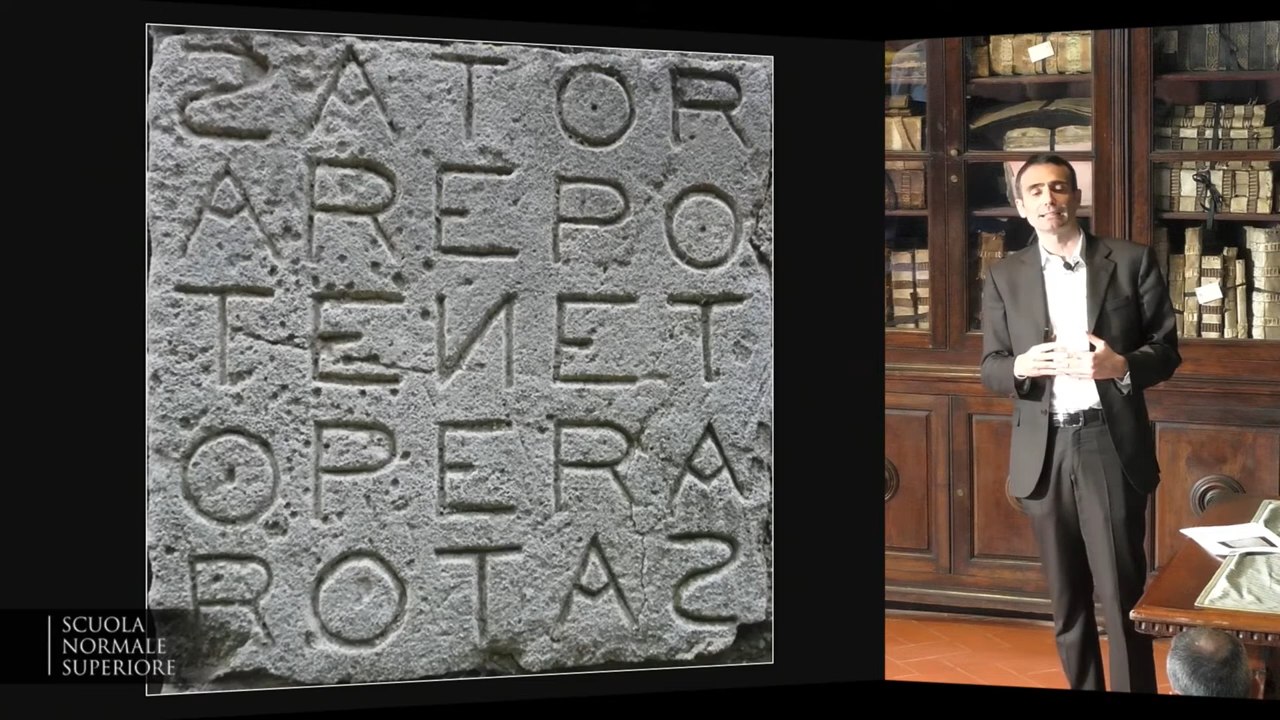 SATOR
AREPO
TENET
OPERA
ROTAS
SCUOLA
NORMALE
SUPERIORE